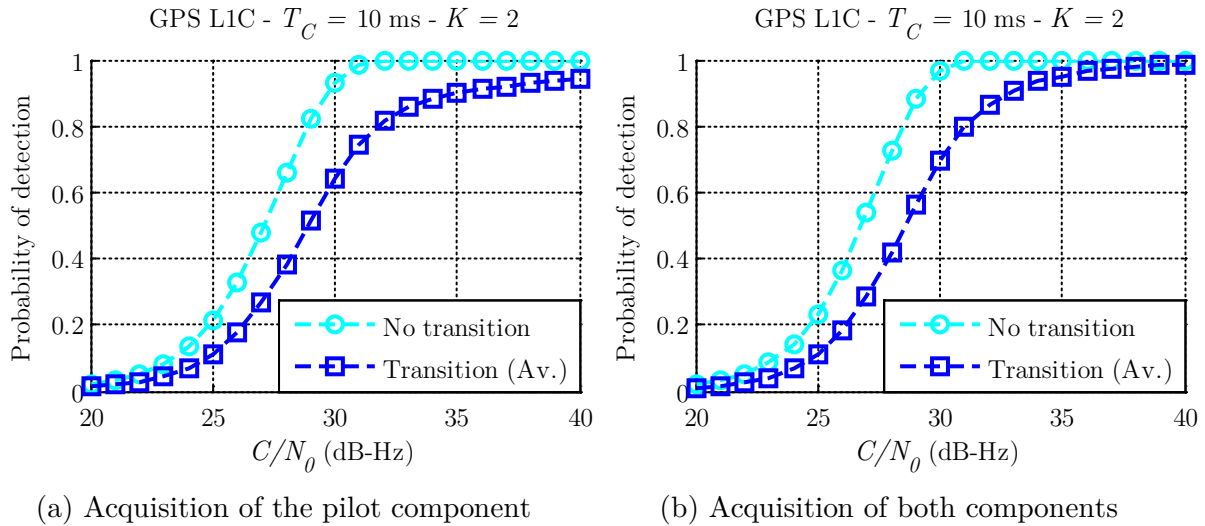 GPS L1C - T_C = 10 ms - K = 2
Probability of detection
1
0.8
0.6
0.4
0.2
0
No transition
Transition (Av.)
20 25 30 35 40
C/N_0 (dB-Hz)
(a) Acquisition of the pilot component
GPS L1C - T_C = 10 ms - K = 2
Probability of detection
1
0.8
0.6
0.4
0.2
0
No transition
Transition (Av.)
20 25 30 35 40
C/N_0 (dB-Hz)
(b) Acquisition of both components